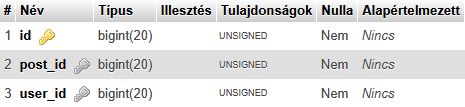 # Név Típus Illesztés Tulajdonságok Nulla Alapértelmezett
1 id bigint(20) UNSIGNED Nem Nincs
2 post_id bigint(20) UNSIGNED Nem Nincs
3 user_id bigint(20) UNSIGNED Nem Nincs